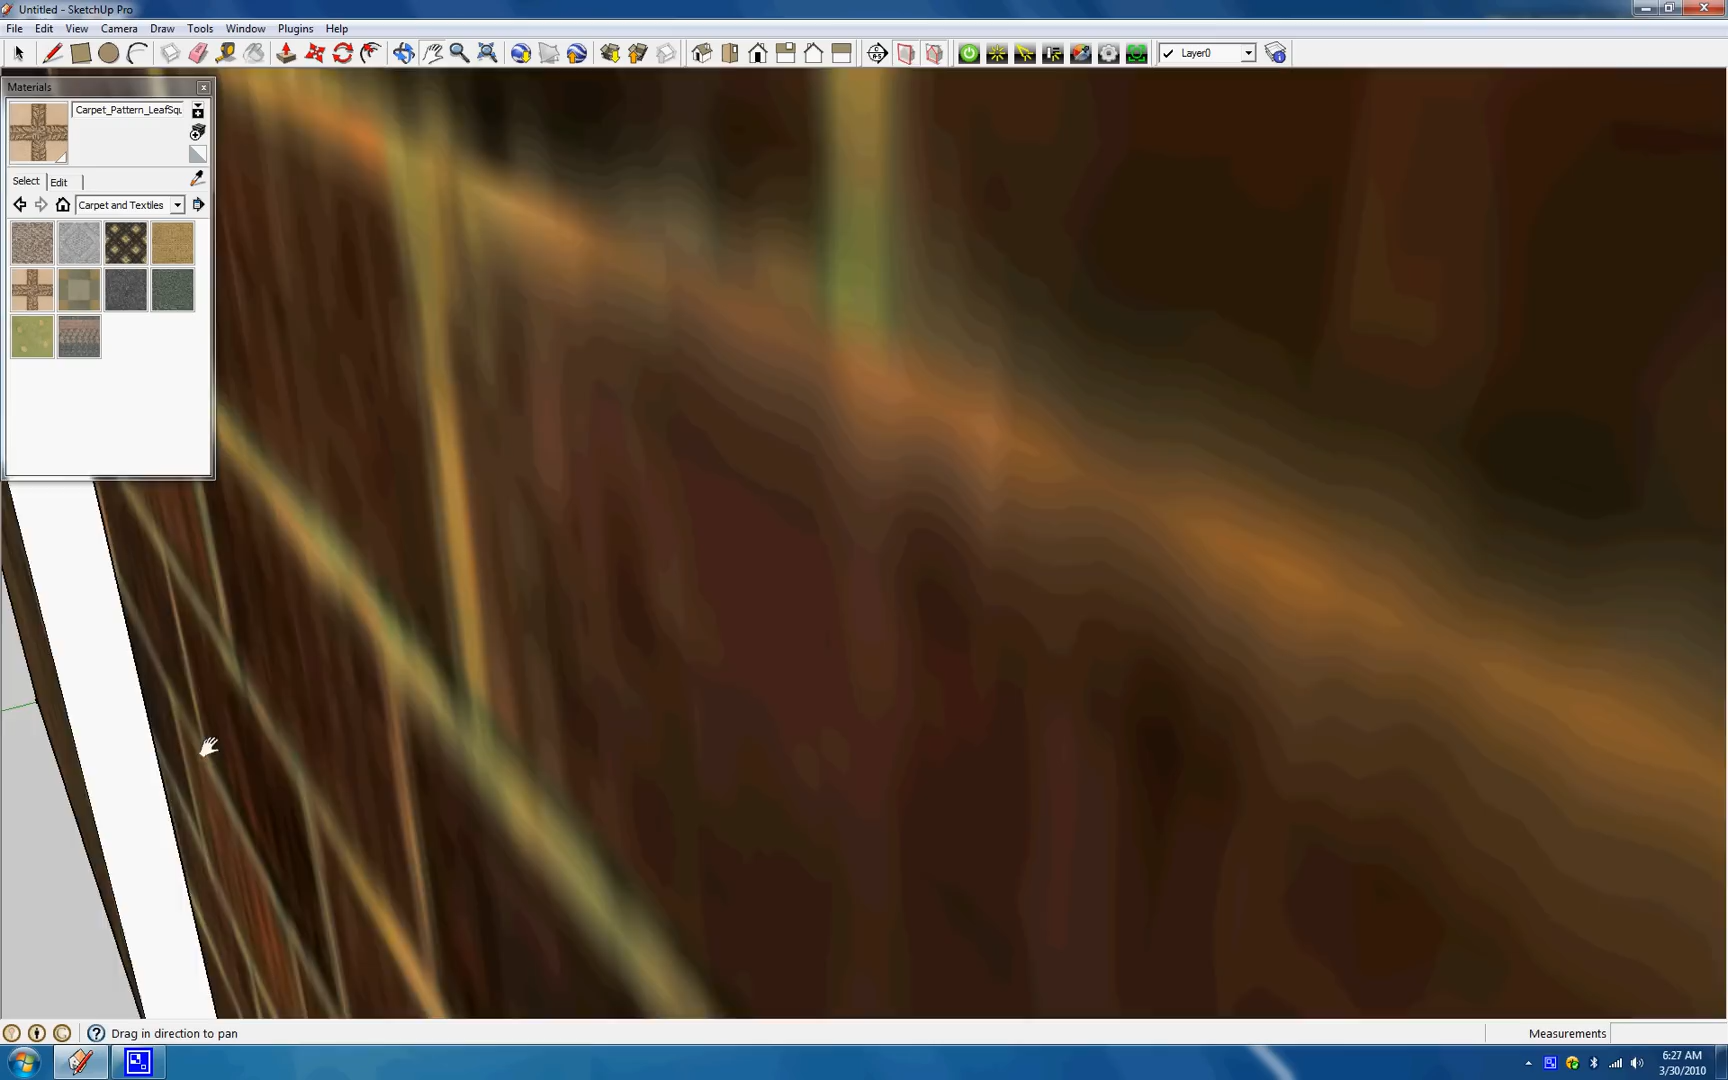 Untitled - SketchUp Pro
File Edit View Camera Draw Tools Window Plugins Help
Layer0
Materials
Carpet_Pattern_LeafSqu
Select Edit
Carpet and Textiles
Drag in direction to pan
Measurements
6:27 AM
3/30/2010